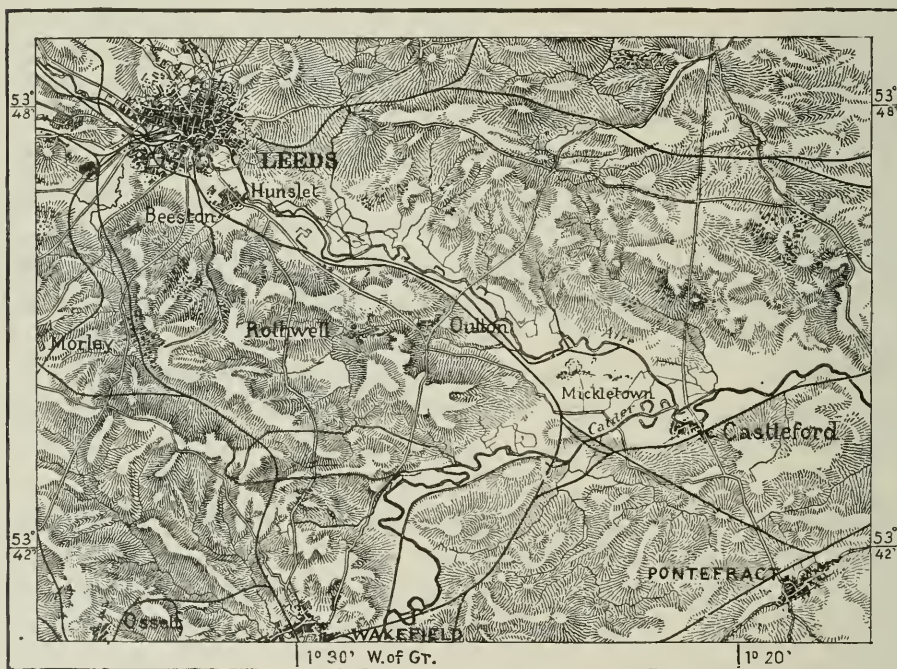 53°
48'
53°
48'
LEEDS
Hunslet
Beeston
Morley
Rothwell
Oulton
Aire
Mickletown
Calder
Castleford
53°
42'
53°
42'
PONTEFRACT
Ossett
WAKEFIELD
1° 30' W. of Gr.
1° 20'